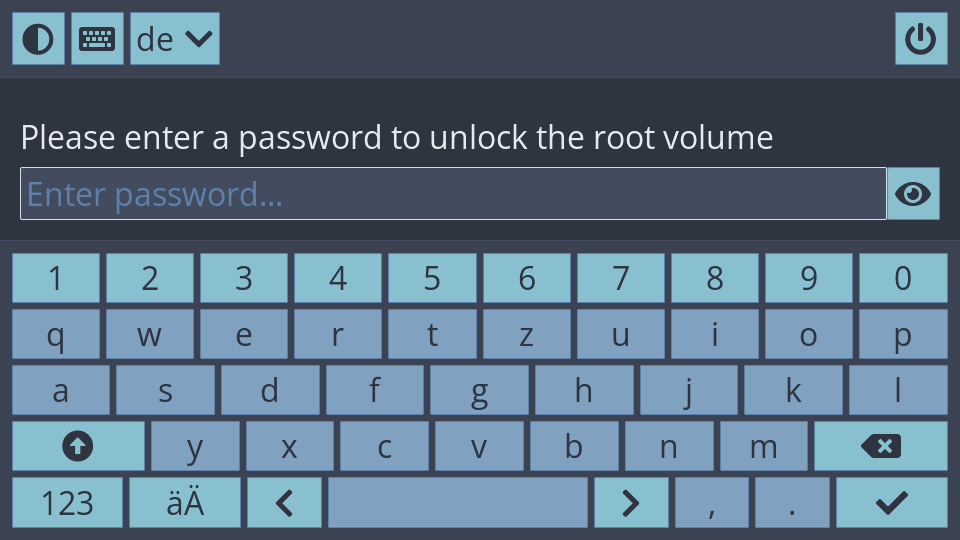 de
Please enter a password to unlock the root volume
Enter password...
1 2 3 4 5 6 7 8 9 0
q w e r t z u i o p
a s d f g h j k l
y x c v b n m
123 äÄ , .